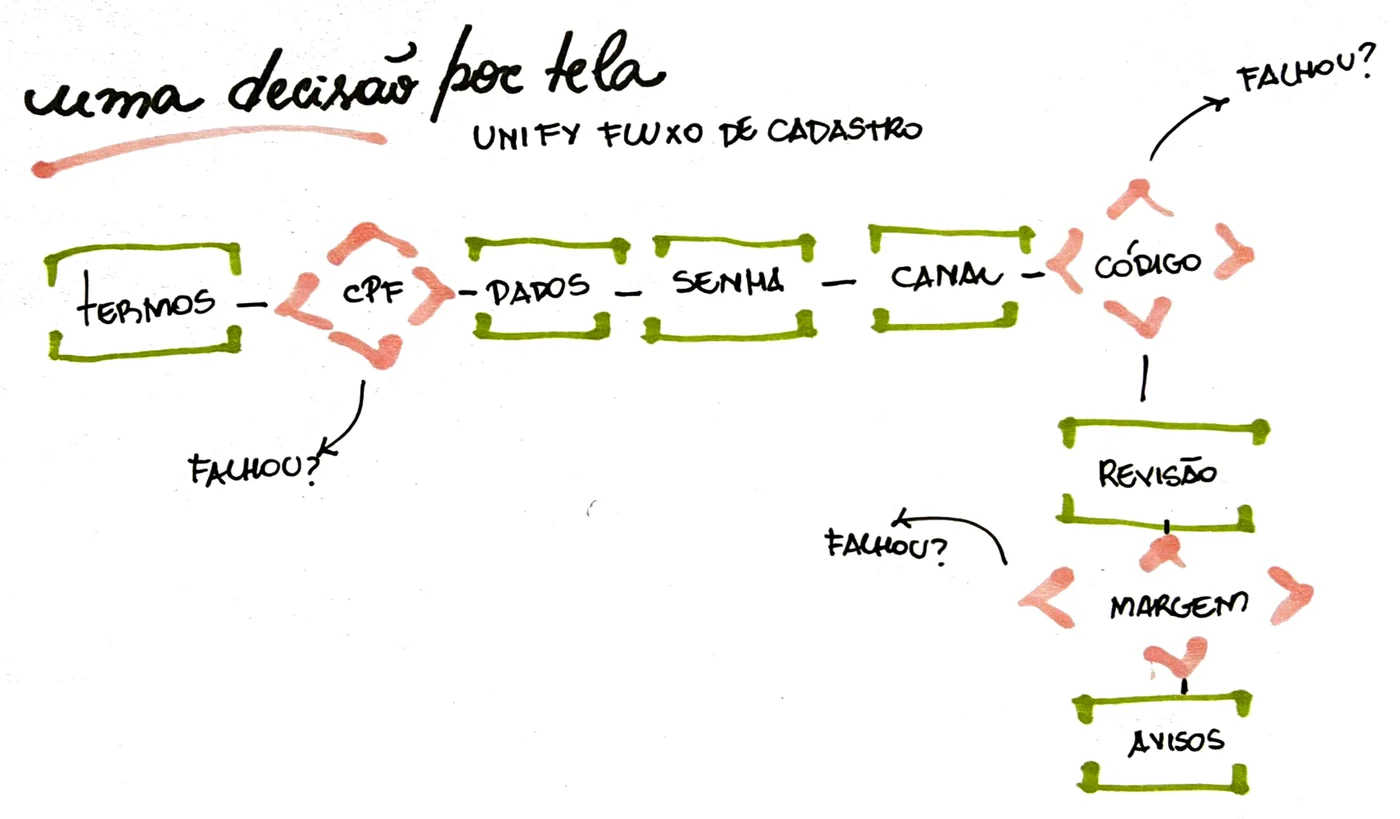 uma decisão por tela
UNIFY FLUXO DE CADASTRO
FALHOU?
TERMOS
CPF
DADOS
SENHA
CANAL
CÓDIGO
FALHOU?
REVISÃO
FALHOU?
MARGEM
AVISOS